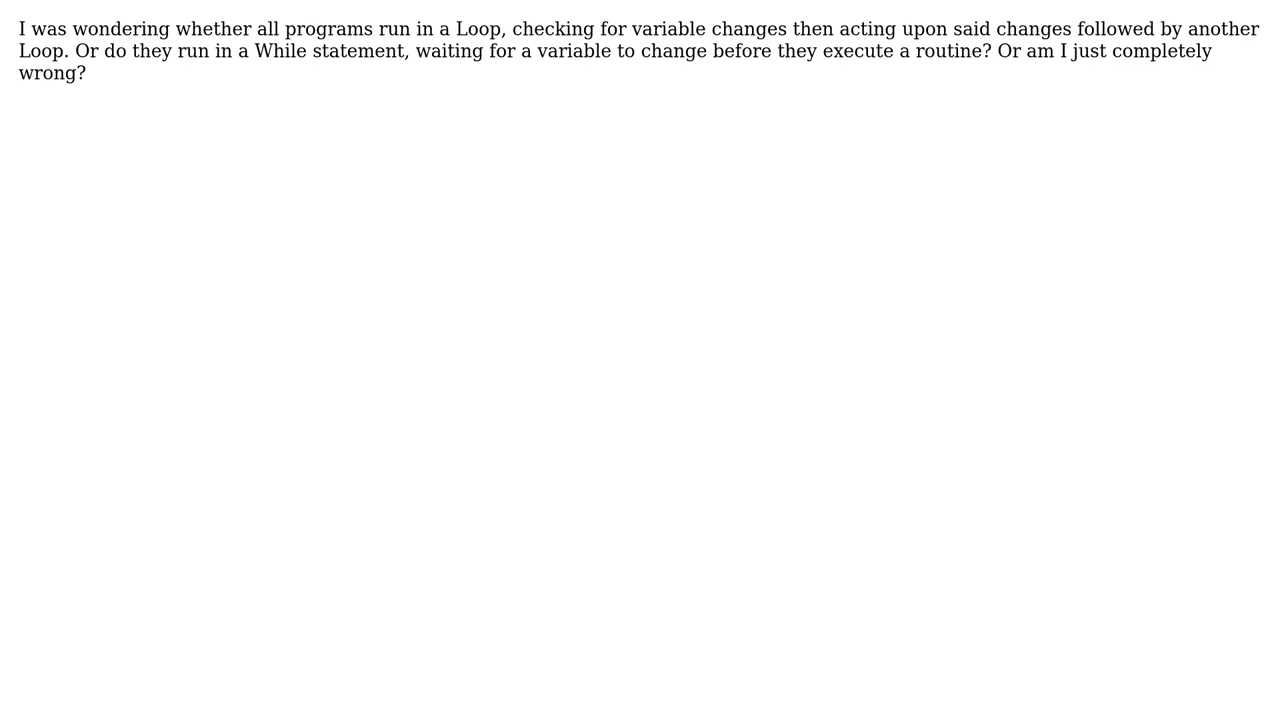 I was wondering whether all programs run in a Loop, checking for variable changes then acting upon said changes followed by another
Loop. Or do they run in a While statement, waiting for a variable to change before they execute a routine? Or am I just completely
wrong?